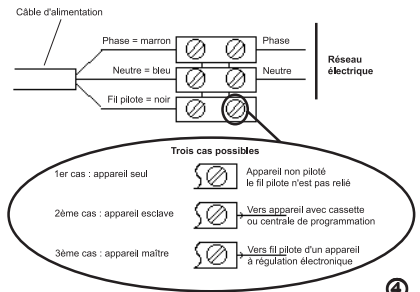 Câble d'alimentation
Phase = marron
Phase
Neutre = bleu
Neutre
Réseau
électrique
Fil pilote = noir
Trois cas possibles
1er cas : appareil seul
Appareil non piloté
le fil pilote n'est pas relié
2ème cas : appareil esclave
Vers appareil avec cassette
ou centrale de programmation
3ème cas : appareil maître
Vers fil pilote d'un appareil
à régulation électronique
4